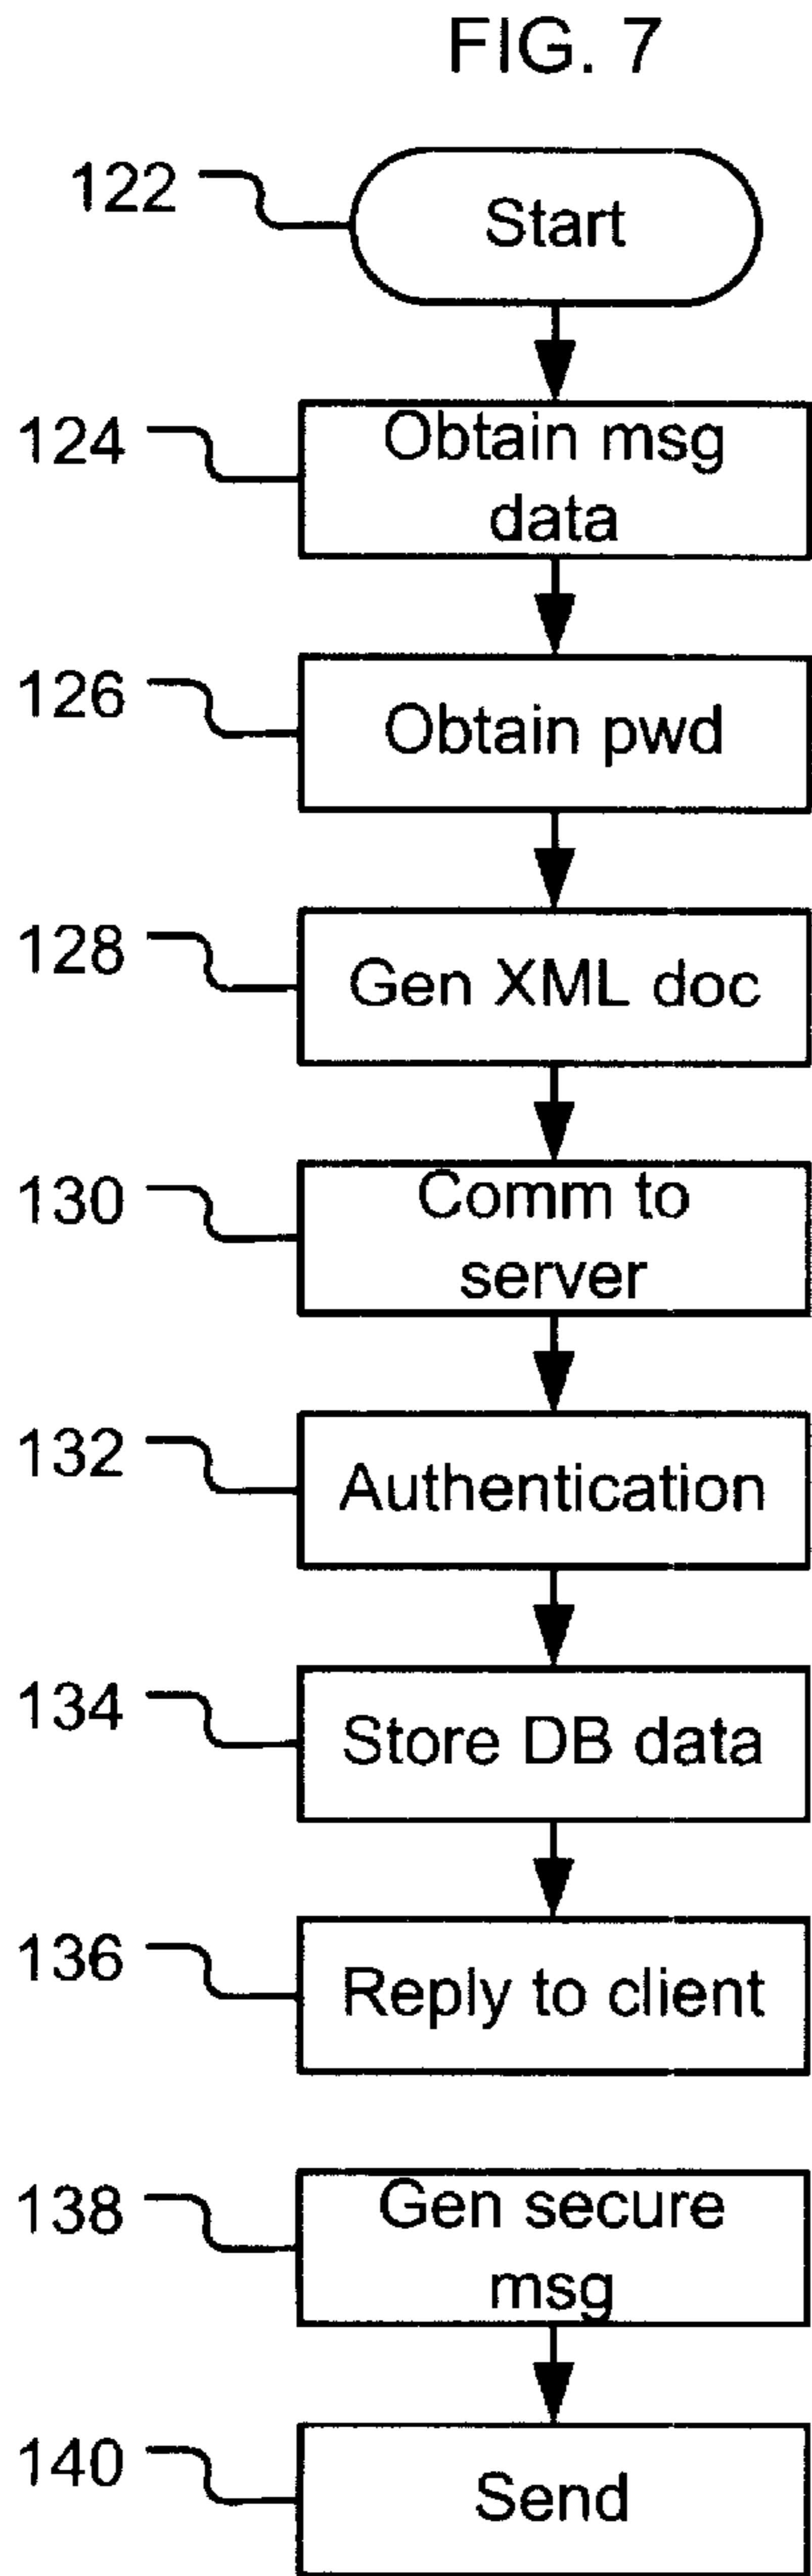 FIG. 7
122
Start
124
Obtain msg
data
126
Obtain pwd
128
Gen XML doc
130
Comm to
server
132
Authentication
134
Store DB data
136
Reply to client
138
Gen secure
msg
140
Send